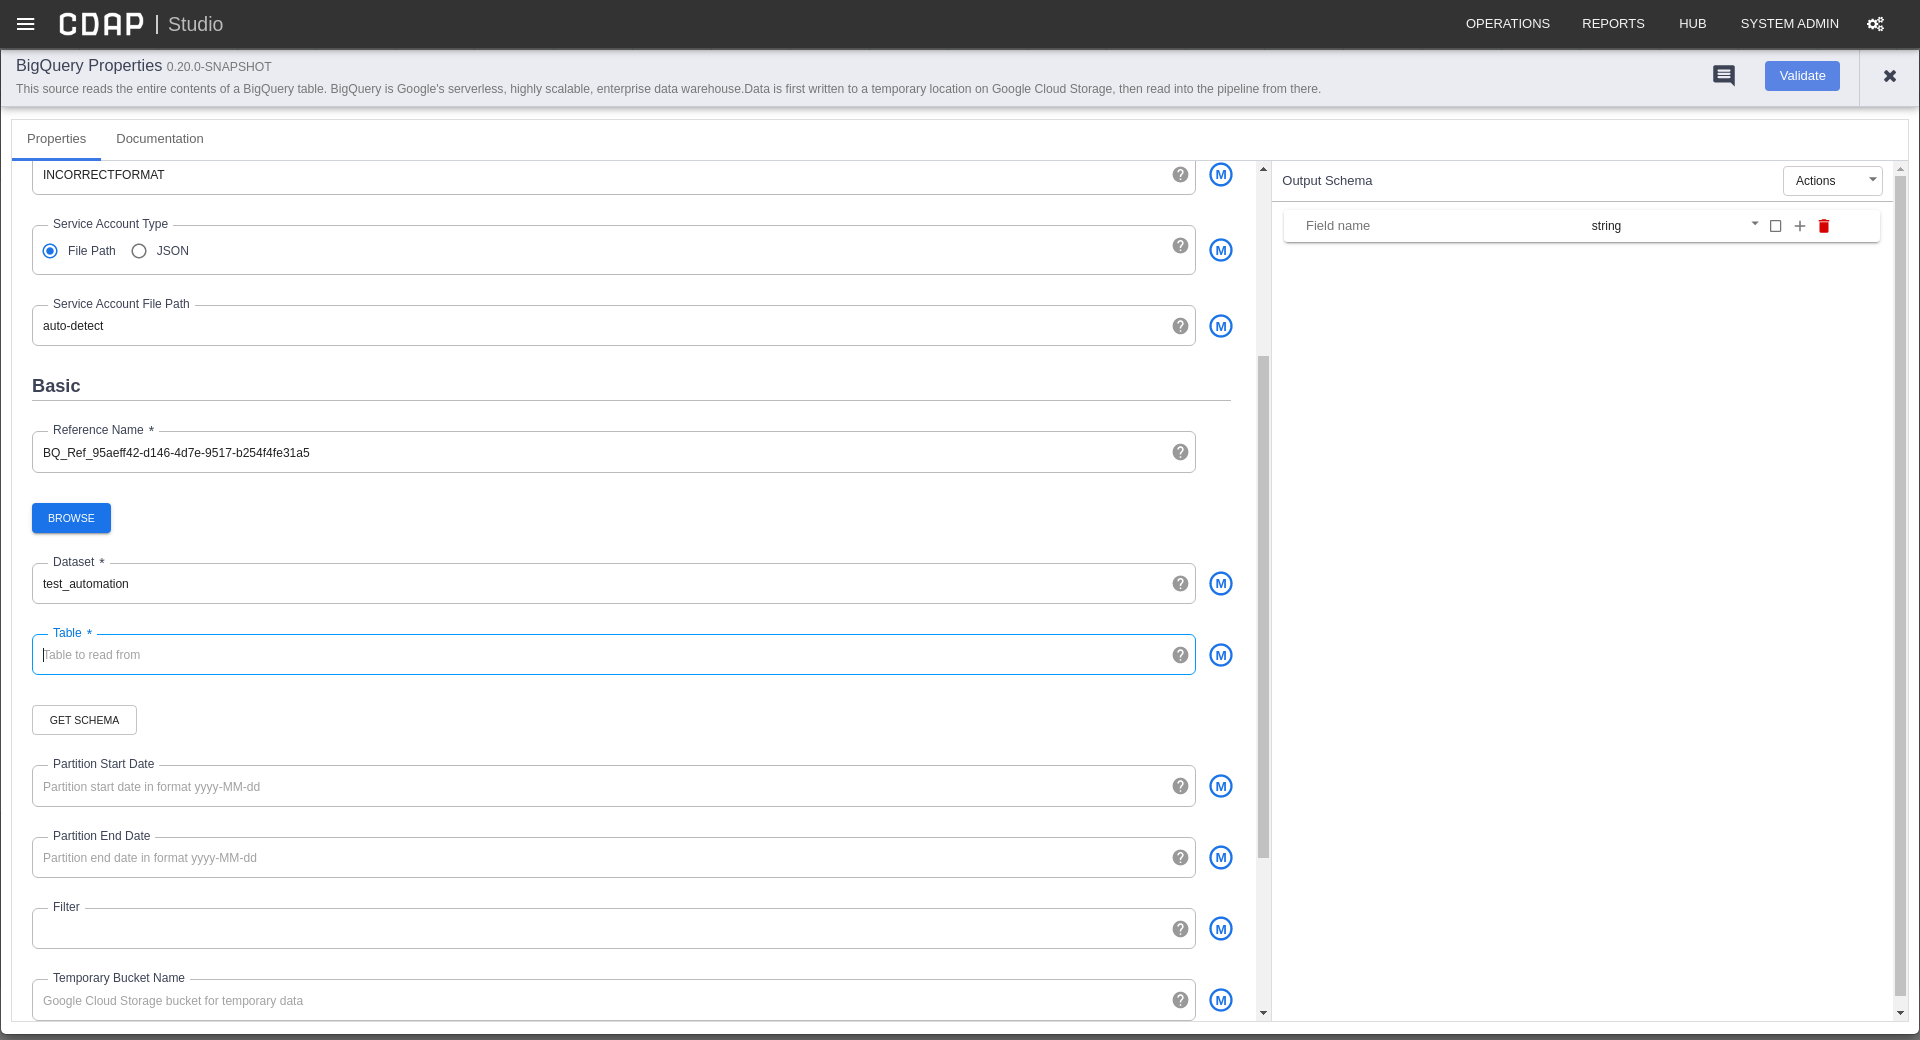 CDAP | Studio
OPERATIONS REPORTS HUB SYSTEM ADMIN
BigQuery Properties 0.20.0-SNAPSHOT
This source reads the entire contents of a BigQuery table. BigQuery is Google's serverless, highly scalable, enterprise data warehouse.Data is first written to a temporary location on Google Cloud Storage, then read into the pipeline from there.
Validate
Properties Documentation
INCORRECTFORMAT
? M
Service Account Type
File Path JSON
? M
Service Account File Path
auto-detect
? M
Basic
Reference Name *
BQ_Ref_95aeff42-d146-4d7e-9517-b254f4fe31a5
?
BROWSE
Dataset *
test_automation
? M
Table *
Table to read from
? M
GET SCHEMA
Partition Start Date
Partition start date in format yyyy-MM-dd
? M
Partition End Date
Partition end date in format yyyy-MM-dd
? M
Filter
? M
Temporary Bucket Name
Google Cloud Storage bucket for temporary data
? M
Output Schema
Actions
Field name string